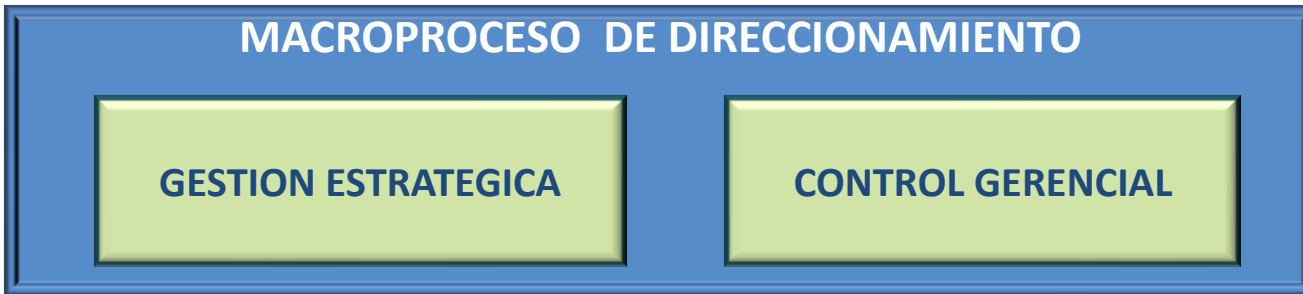 MACROPROCESO DE DIRECCIONAMIENTO
GESTION ESTRATEGICA
CONTROL GERENCIAL